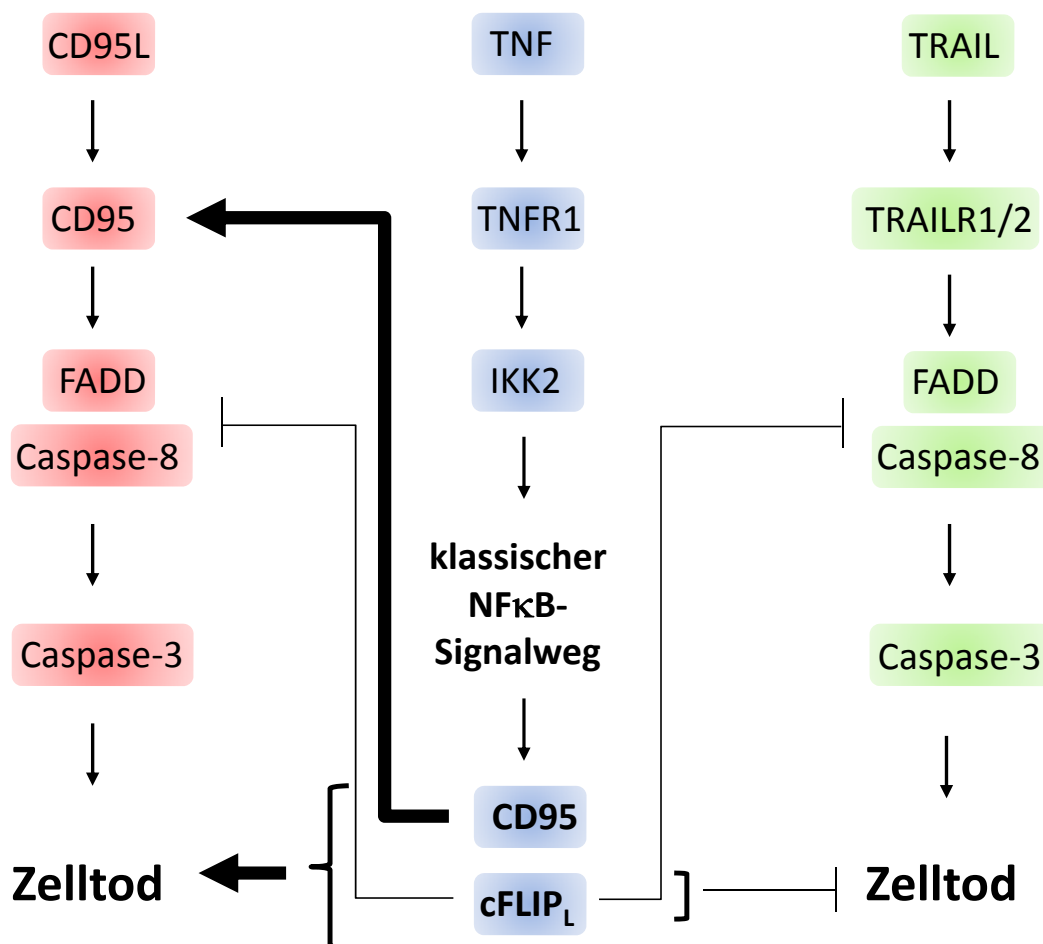 CD95L
TNF
TRAIL
CD95
TNFR1
TRAILR1/2
FADD
IKK2
FADD
Caspase-8
Caspase-8
klassischer
NFκB-
Signalweg
Caspase-3
Caspase-3
CD95
Zelltod
cFLIPL
Zelltod